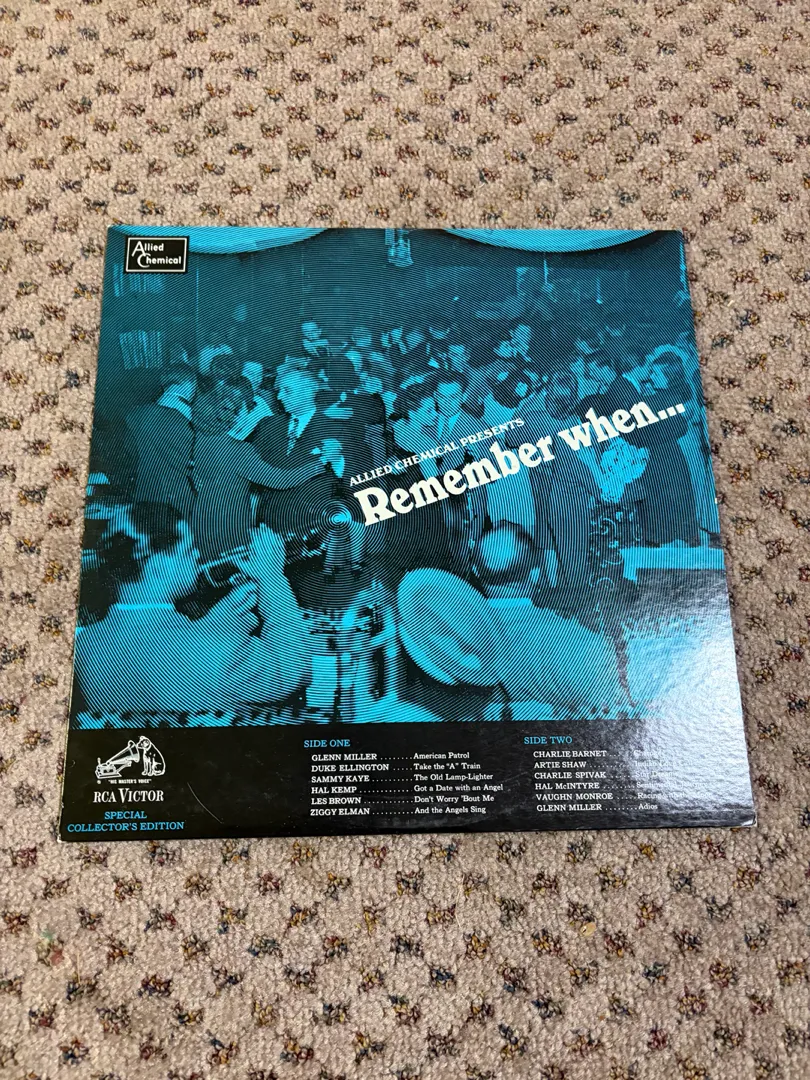 Allied
Chemical
ALLIED CHEMICAL PRESENTS
Remember when...
"HIS MASTER'S VOICE"
RCA VICTOR
SPECIAL
COLLECTOR'S EDITION
SIDE ONE
GLENN MILLER ........ American Patrol
DUKE ELLINGTON ...... Take the "A" Train
SAMMY KAYE .......... The Old Lamp-Lighter
HAL KEMP ............ Got a Date with an Angel
LES BROWN ........... Don't Worry 'Bout Me
ZIGGY ELMAN ......... And the Angels Sing
SIDE TWO
CHARLIE BARNET
ARTIE SHAW
CHARLIE SPIVAK
HAL McINTYRE
VAUGHN MONROE
GLENN MILLER ........ Adios